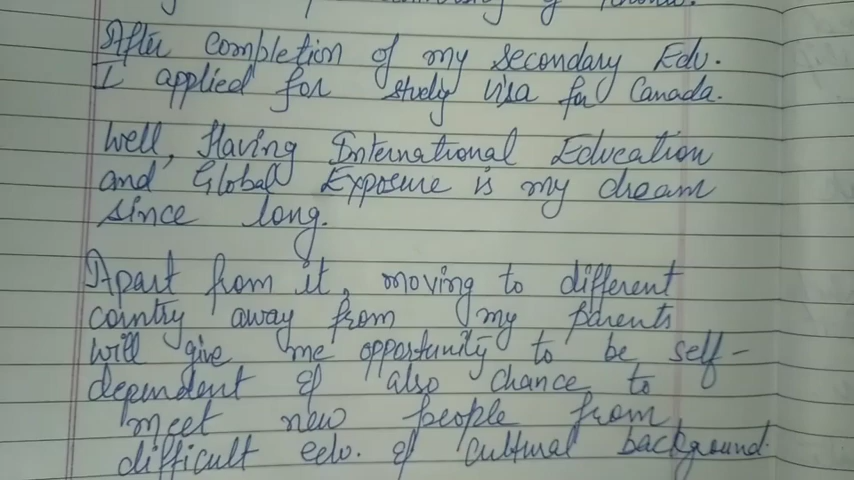 of
After completion of my secondary Edu.
I applied for study visa for Canada.
Well, Having International Education
and Global Exposure is my dream
since long.
Apart from it, moving to different
country away from my parents
will give me opportunity to be self-
dependent & also chance to
meet new people from
difficult edu. & cultural background.